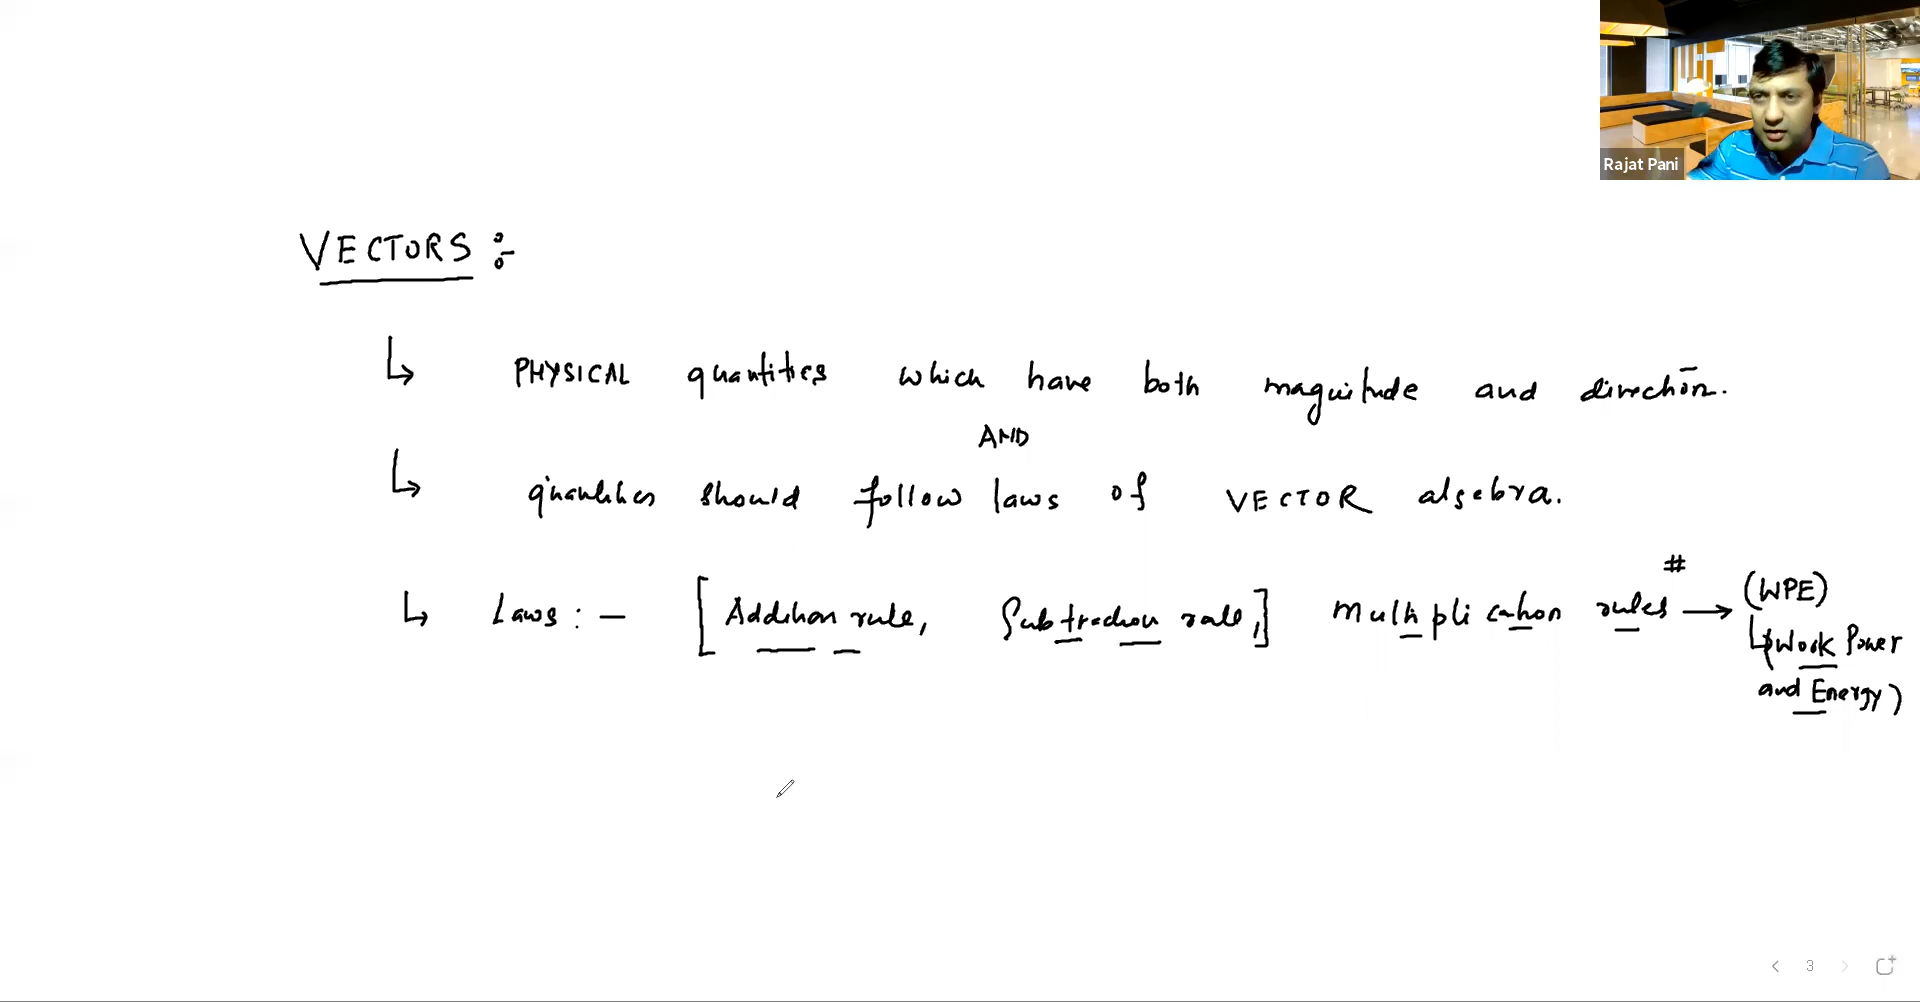 Rajat Pani
VECTORS :-
↳ PHYSICAL quantities which have both magnitude and direction.
AND
↳ quantities should follow laws of VECTOR algebra.
↳ Laws :- [Addition rule, Subtraction rule,] Multiplication rules # → (WPE)
↳(Work Power
and Energy)
3